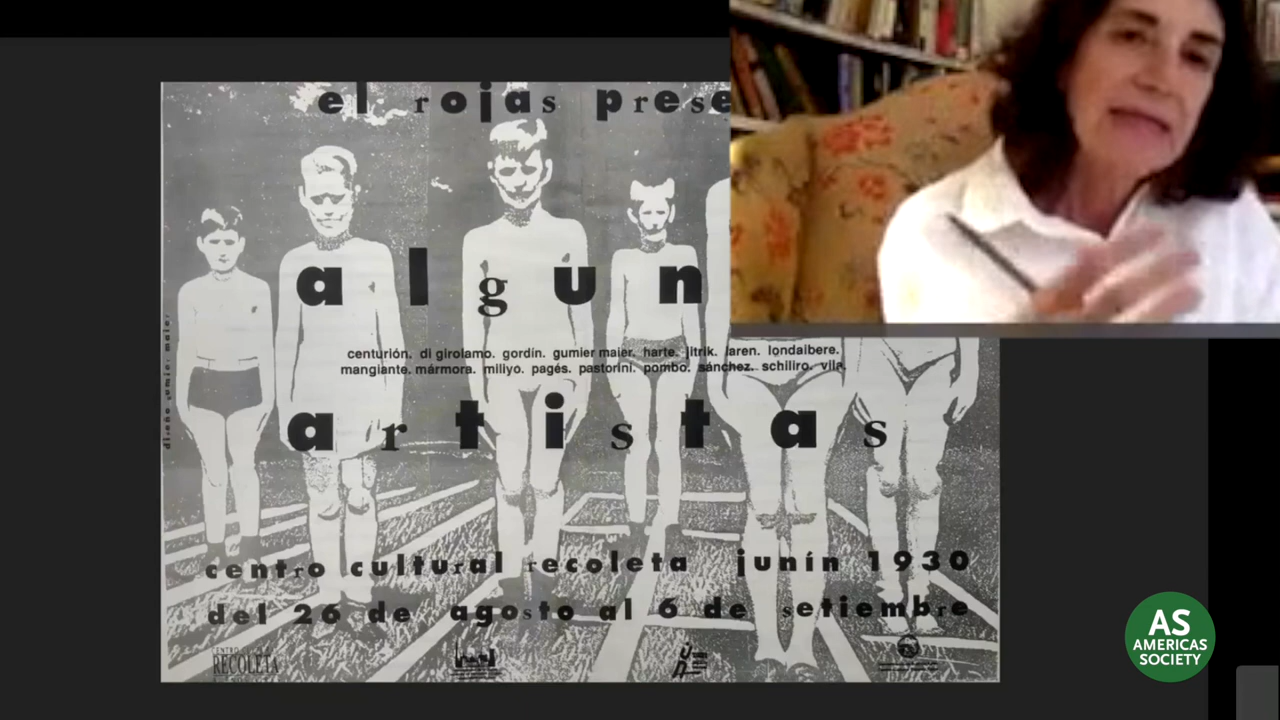 el rojas prese
algun
centurión. di girolamo. gordín. gumier maier. harte. jitrik. laren. londaibere.
mangiante. mármora. miliyo. pagés. pastorini. pombo. sánchez. schiliro. vila.
artistas
centro cultural recoleta junín 1930
del 26 de agosto al 6 de setiembre
RECOLETA
AS
AMERICAS
SOCIETY